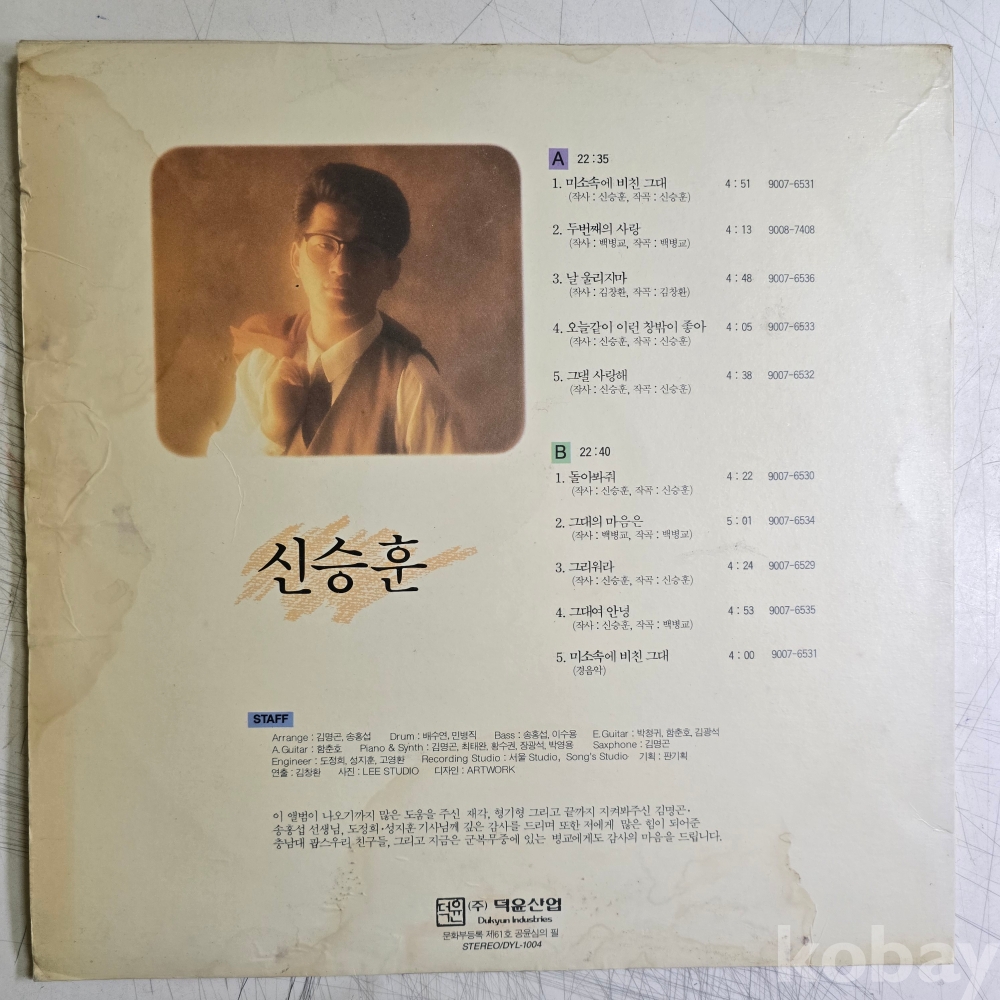 A 22:35
1. 미소속에 비친 그대 4:51 9007-6531
(작사 : 신승훈, 작곡 : 신승훈)
2. 두번째의 사랑 4:13 9008-7408
(작사 : 백병교, 작곡 : 백병교)
3. 날 울리지마 4:48 9007-6536
(작사 : 김창환, 작곡 : 김창환)
4. 오늘같이 이런 창밖이 좋아 4:05 9007-6533
(작사 : 신승훈, 작곡 : 신승훈)
5. 그댈 사랑해 4:38 9007-6532
(작사 : 신승훈, 작곡 : 신승훈)
B 22:40
1. 돌아봐줘 4:22 9007-6530
(작사 : 신승훈, 작곡 : 신승훈)
2. 그대의 마음은 5:01 9007-6534
(작사 : 백병교, 작곡 : 백병교)
3. 그리워라 4:24 9007-6529
(작사 : 신승훈, 작곡 : 신승훈)
4. 그대여 안녕 4:53 9007-6535
(작사 : 신승훈, 작곡 : 백병교)
5. 미소속에 비친 그대 4:00 9007-6531
(경음악)
신승훈
STAFF
Arrange : 김명곤, 송홍섭 Drum : 배수연, 민병직 Bass : 송홍섭, 이수용 E.Guitar : 박청귀, 함춘호, 김광석
A.Guitar : 함춘호 Piano & Synth : 김명곤, 최태완, 황수권, 장광석, 박영용 Saxphone : 김명곤
Engineer : 도정회, 성지훈, 고영환 Recording Studio : 서울 Studio, Song's Studio 기획 : 판기획
연출 : 김창환 사진 : LEE STUDIO 디자인 : ARTWORK
이 앨범이 나오기까지 많은 도움을 주신 재각, 형기형 그리고 끝까지 지켜봐주신 김명곤·
송홍섭 선생님, 도정회·성지훈 기사님께 깊은 감사를 드리며 또한 저에게 많은 힘이 되어준
충남대 팝스우리 친구들, 그리고 지금은 군복무중에 있는 병교에게도 감사의 마음을 드립니다.
덕윤 (주) 덕윤산업
Dukyun Industries
문화부등록 제61호 공윤심의 필
STEREO/DYL-1004
kobay